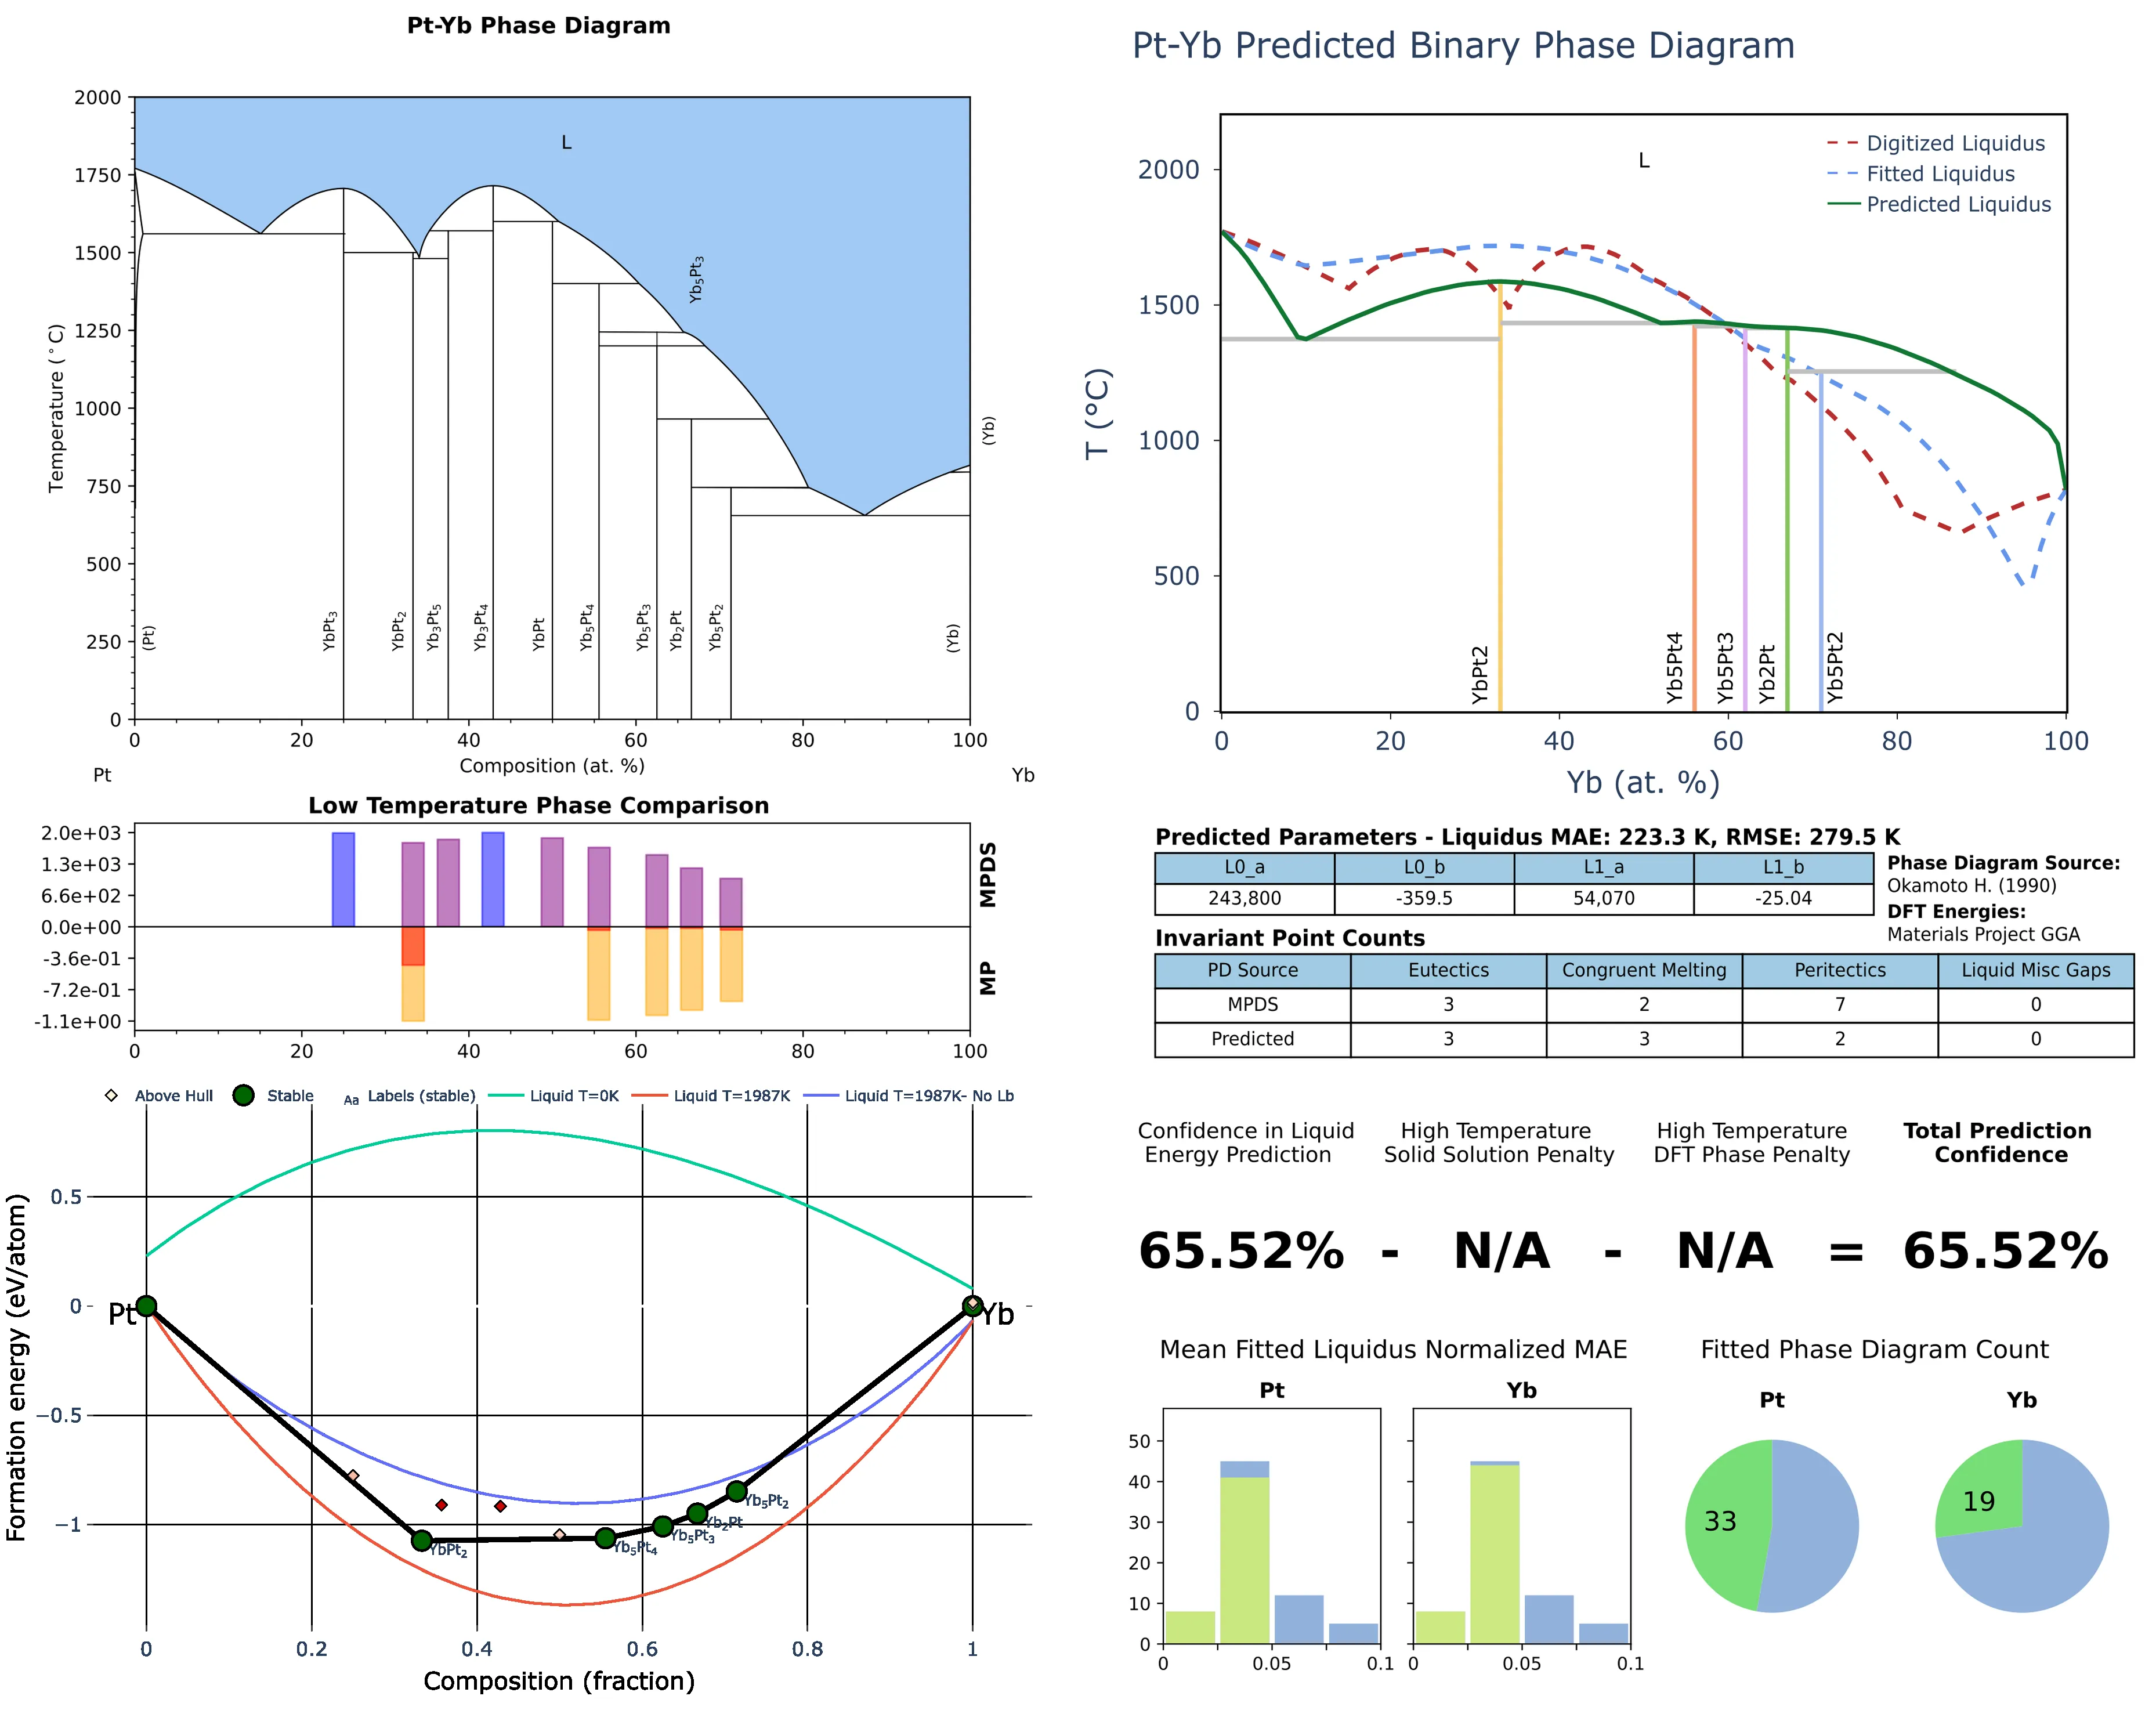 Pt-Yb Phase Diagram
2000
1750
1500
1250
1000
750
500
250
0
Temperature (°C)
L
Yb5Pt3
(Yb)
(Pt)
YbPt3
YbPt2
Yb3Pt5
Yb3Pt4
YbPt
Yb5Pt4
Yb5Pt3
Yb2Pt
Yb5Pt2
(Yb)
0 20 40 60 80 100
Composition (at. %)
Pt Yb
Pt-Yb Predicted Binary Phase Diagram
2000
1500
1000
500
0
T (°C)
L
Digitized Liquidus
Fitted Liquidus
Predicted Liquidus
YbPt2
Yb5Pt4
Yb5Pt3
Yb2Pt
Yb5Pt2
0 20 40 60 80 100
Yb (at. %)
Low Temperature Phase Comparison
2.0e+03
1.3e+03
6.6e+02
0.0e+00
-3.6e-01
-7.2e-01
-1.1e+00
MPDS
MP
0 20 40 60 80 100
Predicted Parameters - Liquidus MAE: 223.3 K, RMSE: 279.5 K
L0_a L0_b L1_a L1_b
243,800 -359.5 54,070 -25.04
Phase Diagram Source:
Okamoto H. (1990)
DFT Energies:
Materials Project GGA
Invariant Point Counts
PD Source Eutectics Congruent Melting Peritectics Liquid Misc Gaps
MPDS 3 2 7 0
Predicted 3 3 2 0
Above Hull Stable Aa Labels (stable) Liquid T=0K Liquid T=1987K Liquid T=1987K- No Lb
0.5
0
−0.5
−1
Formation energy (eV/atom)
Pt
Yb
YbPt2
Yb5Pt4
Yb5Pt3
Yb2Pt
Yb5Pt2
0 0.2 0.4 0.6 0.8 1
Composition (fraction)
Confidence in Liquid
Energy Prediction
High Temperature
Solid Solution Penalty
High Temperature
DFT Phase Penalty
Total Prediction
Confidence
65.52% - N/A - N/A = 65.52%
Mean Fitted Liquidus Normalized MAE
Pt Yb
50
40
30
20
10
0
0 0.05 0.1
0 0.05 0.1
Fitted Phase Diagram Count
Pt Yb
33
19